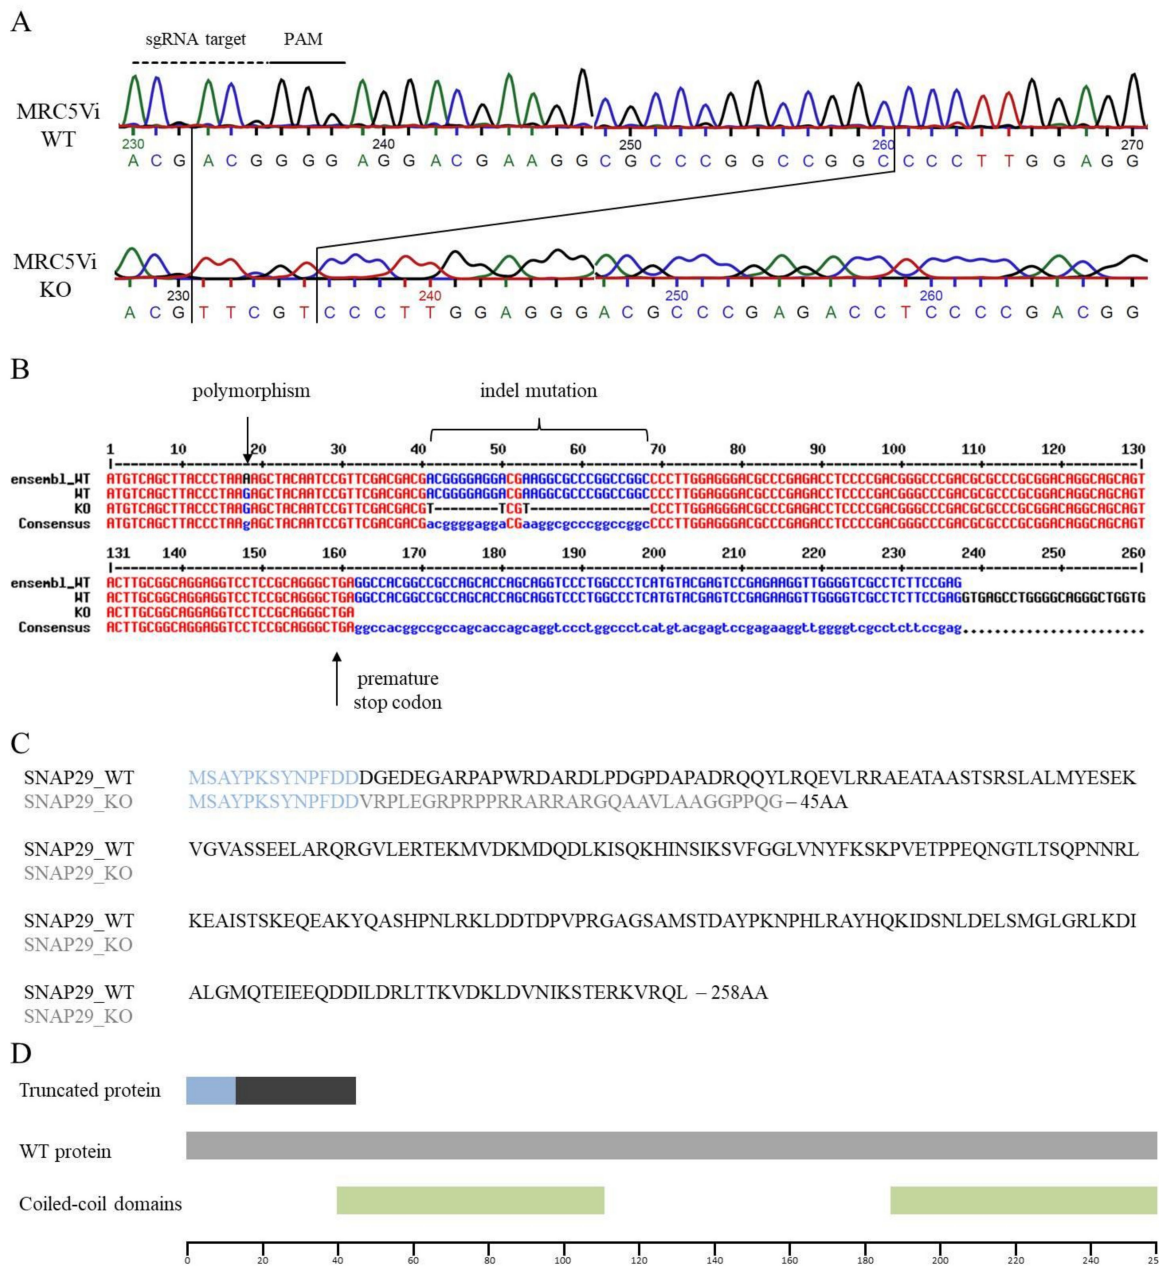 A
sgRNA target PAM
MRC5Vi
WT
230 240 250 260 270
A C G A C G G G G A G G A C G A A G G C G C C C G G C C G G C C C C T T G G A G G
MRC5Vi
KO
230 240 250 260
A C G T T C G T C C C T T G G A G G G A C G C C C G A G A C C T C C C C G A C G G
B
polymorphism indel mutation
1 10 20 30 40 50 60 70 80 90 100 110 120 130
ensembl_WT ATGTCAGCTTACCCTAAAAGCTACAATCCGTTCGACGACGACGGGGAGGACGAAGGCGCCCGGCCGGCCCCTTGGAGGGACGCCCGAGACCTCCCCGACGGGCCCGACGCGCCCGCGGACAGGCAGCAGT
WT ATGTCAGCTTACCCTAAGAGCTACAATCCGTTCGACGACGACGGGGAGGACGAAGGCGCCCGGCCGGCCCCTTGGAGGGACGCCCGAGACCTCCCCGACGGGCCCGACGCGCCCGCGGACAGGCAGCAGT
KO ATGTCAGCTTACCCTAAGAGCTACAATCCGTTCGACGACGT--------TCGT---------------CCCTTGGAGGGACGCCCGAGACCTCCCCGACGGGCCCGACGCGCCCGCGGACAGGCAGCAGT
Consensus ATGTCAGCTTACCCTAAgAGCTACAATCCGTTCGACGACGacggggaggaCGaaggcgcccggccggcCCCTTGGAGGGACGCCCGAGACCTCCCCGACGGGCCCGACGCGCCCGCGGACAGGCAGCAGT
131 140 150 160 170 180 190 200 210 220 230 240 250 260
ensembl_WT ACTTGCGGCAGGAGGTCCTCCGCAGGGCTGAGGCCACGGCCGCCAGCACCAGCAGGTCCCTGGCCCTCATGTACGAGTCCGAGAAGGTTGGGGTCGCCTCTTCCGAG
WT ACTTGCGGCAGGAGGTCCTCCGCAGGGCTGAGGCCACGGCCGCCAGCACCAGCAGGTCCCTGGCCCTCATGTACGAGTCCGAGAAGGTTGGGGTCGCCTCTTCCGAGGTGAGCCTGGGGCAGGGCTGGTG
KO ACTTGCGGCAGGAGGTCCTCCGCAGGGCTGA
Consensus ACTTGCGGCAGGAGGTCCTCCGCAGGGCTGAggccacggccgccagcaccagcaggtccctggccctcatgtacgagtccgagaaggttggggtcgcctcttccgag.......................
premature
stop codon
C
SNAP29_WT MSAYPKSYNPFDDDGEDEGARPAPWRDARDLPDGPDAPADRQQYLRQEVLRRAEATAASTSRSLALMYESEK
SNAP29_KO MSAYPKSYNPFDDVRPLEGRPRPPRRARRARGQAAVLAAGGPPQG – 45AA
SNAP29_WT VGVASSEELARQRGVLERTEKMVDKMDQDLKISQKHINSIKSVFGGLVNYFKSKPVETPPEQNGTLTSQPNNRL
SNAP29_KO
SNAP29_WT KEAISTSKEQEAKYQASHPNLRKLDDTDPVPRGAGSAMSTDAYPKNPHLRAYHQKIDSNLDELSMGLGRLKDI
SNAP29_KO
SNAP29_WT ALGMQTEIEEQDDILDRLTTKVDKLDVNIKSTERKVRQL – 258AA
SNAP29_KO
D
Truncated protein
WT protein
Coiled-coil domains
0 20 40 60 80 100 120 140 160 180 200 220 240 25